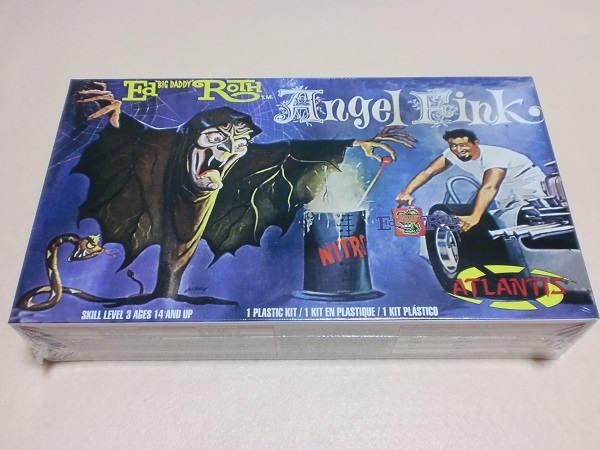 Ed "BIG DADDY" ROTH T.M.
Angel Fink
NITRO
ATLANTIS
SKILL LEVEL 3 AGES 14 AND UP
1 PLASTIC KIT / 1 KIT EN PLASTIQUE / 1 KIT PLÁSTICO